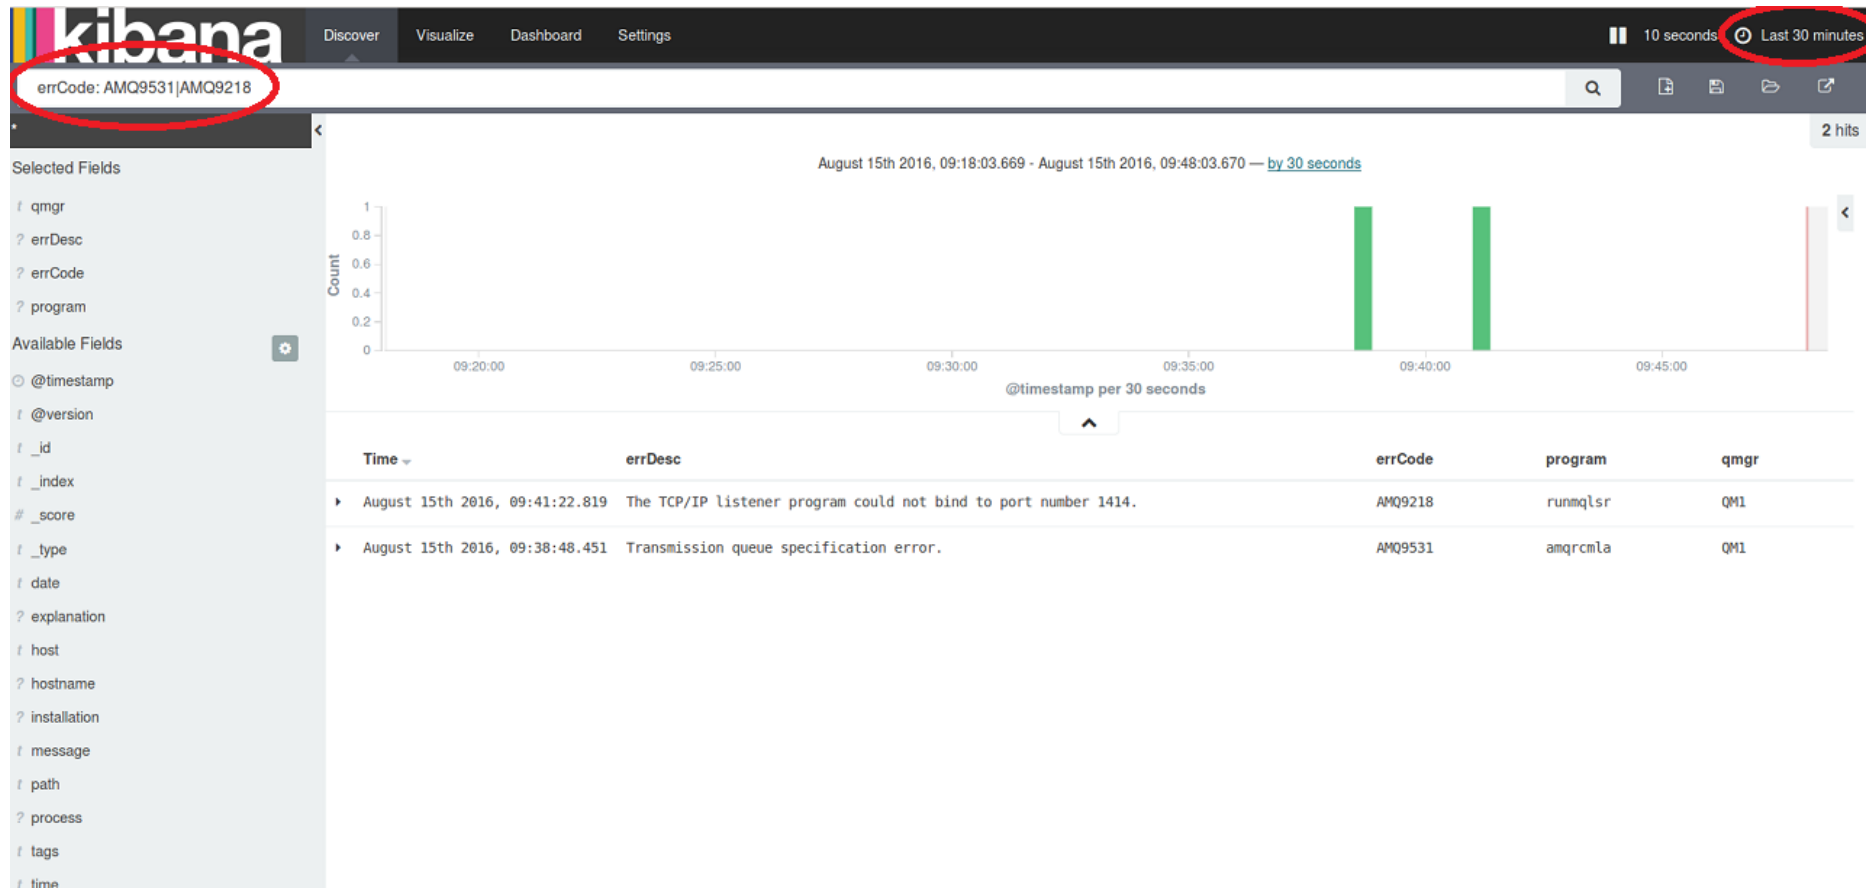 kibana Discover Visualize Dashboard Settings 10 seconds Last 30 minutes
errCode: AMQ9531|AMQ9218
*
2 hits
Selected Fields
August 15th 2016, 09:18:03.669 - August 15th 2016, 09:48:03.670 — by 30 seconds
t qmgr
? errDesc
? errCode
? program
Available Fields
@timestamp
t @version
t _id
t _index
# _score
t _type
t date
? explanation
t host
? hostname
? installation
t message
t path
? process
t tags
t time
Count
1
0.8
0.6
0.4
0.2
0
09:20:00 09:25:00 09:30:00 09:35:00 09:40:00 09:45:00
@timestamp per 30 seconds
Time errDesc errCode program qmgr
August 15th 2016, 09:41:22.819 The TCP/IP listener program could not bind to port number 1414. AMQ9218 runmqlsr QM1
August 15th 2016, 09:38:48.451 Transmission queue specification error. AMQ9531 amqrcmla QM1